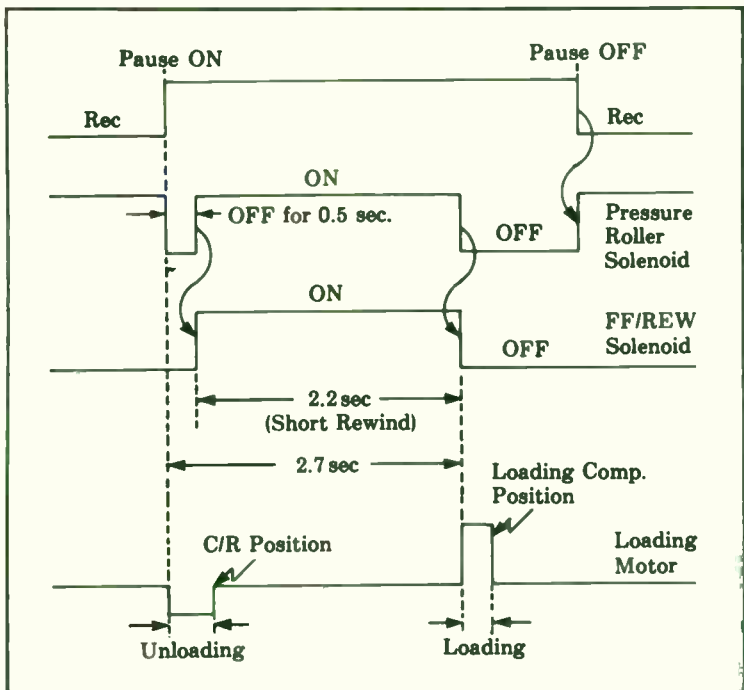 Pause ON
Pause OFF
Rec
Rec
ON
OFF for 0.5 sec.
OFF
Pressure
Roller
Solenoid
ON
FF/REW
Solenoid
OFF
2.2 sec
(Short Rewind)
2.7 sec
Loading Comp.
Position
C/R Position
Loading
Motor
Unloading
Loading